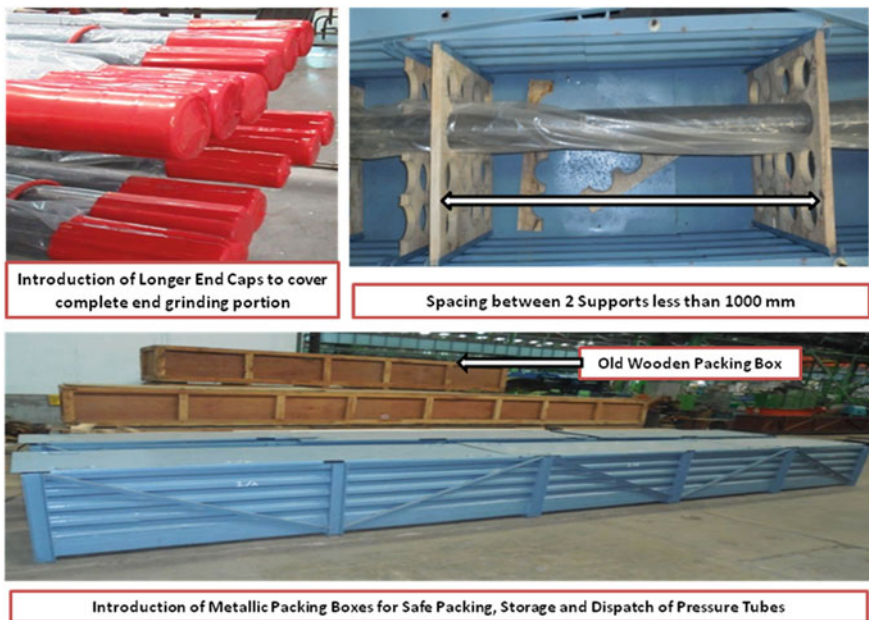 Introduction of Longer End Caps to cover
complete end grinding portion
Spacing between 2 Supports less than 1000 mm
Old Wooden Packing Box
Introduction of Metallic Packing Boxes for Safe Packing, Storage and Dispatch of Pressure Tubes